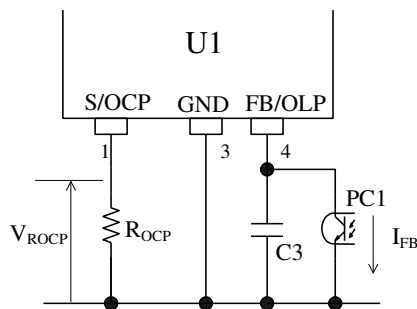 U1
S/OCP GND FB/OLP
1 3 4
PC1
V_ROCP R_OCP C3 I_FB